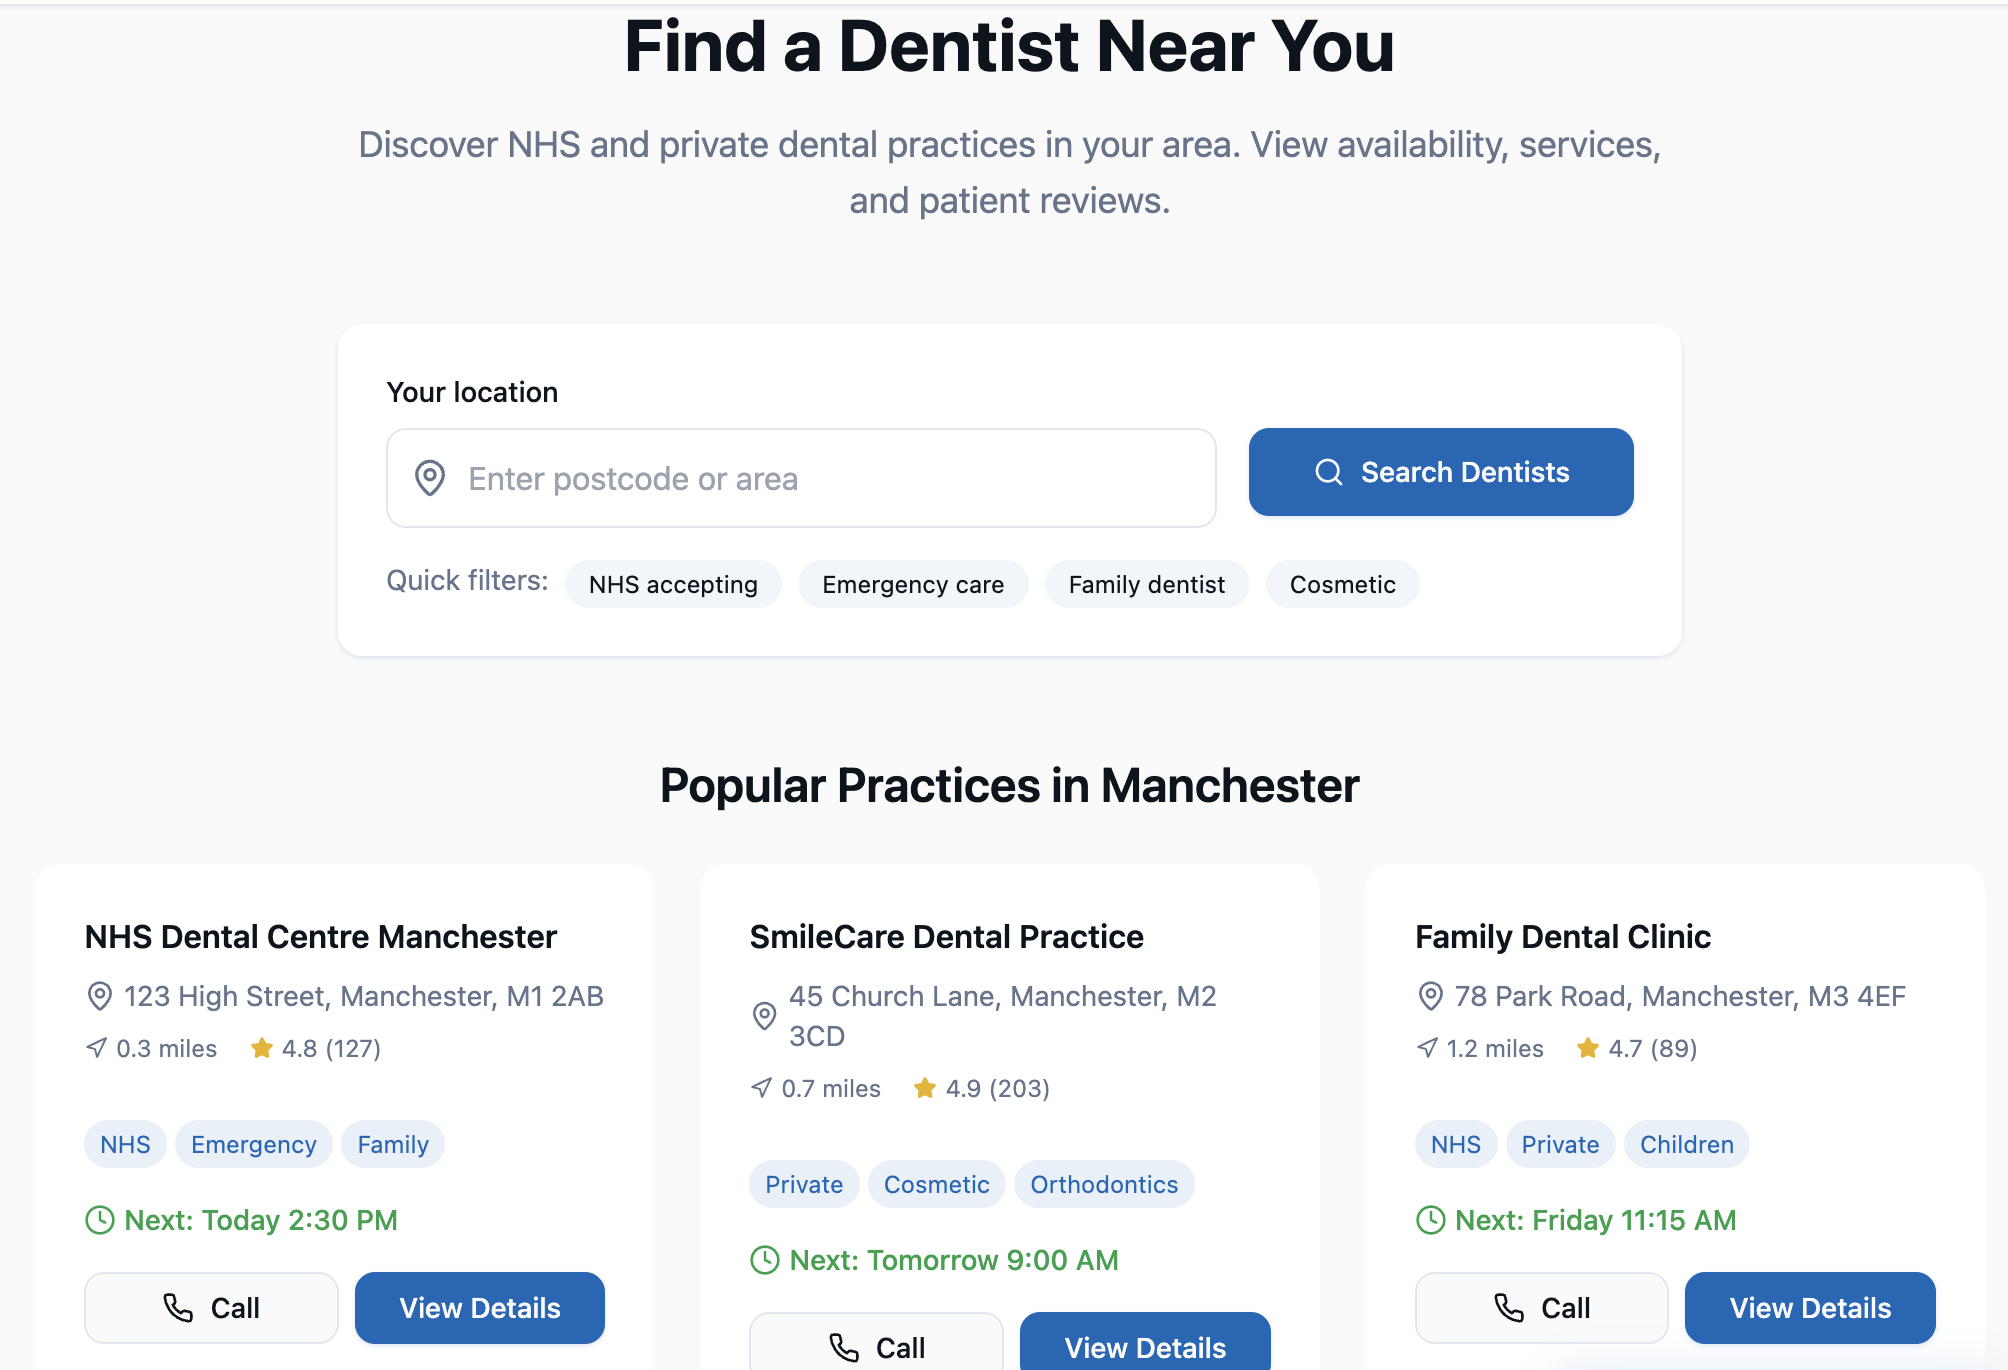 Find a Dentist Near You
Discover NHS and private dental practices in your area. View availability, services,
and patient reviews.
Your location
Enter postcode or area
Search Dentists
Quick filters:
NHS accepting
Emergency care
Family dentist
Cosmetic
Popular Practices in Manchester
NHS Dental Centre Manchester
123 High Street, Manchester, M1 2AB
0.3 miles
4.8 (127)
NHS
Emergency
Family
Next: Today 2:30 PM
Call
View Details
SmileCare Dental Practice
45 Church Lane, Manchester, M2
3CD
0.7 miles
4.9 (203)
Private
Cosmetic
Orthodontics
Next: Tomorrow 9:00 AM
Call
View Details
Family Dental Clinic
78 Park Road, Manchester, M3 4EF
1.2 miles
4.7 (89)
NHS
Private
Children
Next: Friday 11:15 AM
Call
View Details